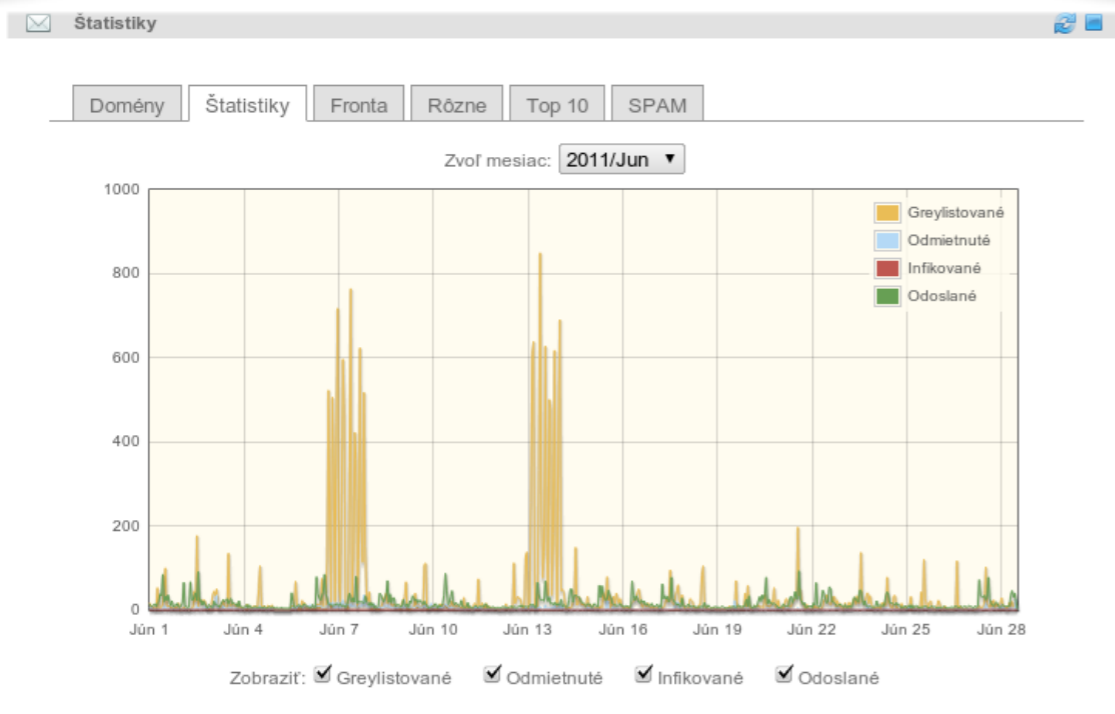 Štatistiky
Domény Štatistiky Fronta Rôzne Top 10 SPAM
Zvoľ mesiac: 2011/Jun
1000
Greylistované
Odmietnuté
Infikované
Odoslané
800
600
400
200
0
Jún 1 Jún 4 Jún 7 Jún 10 Jún 13 Jún 16 Jún 19 Jún 22 Jún 25 Jún 28
Zobraziť: Greylistované Odmietnuté Infikované Odoslané